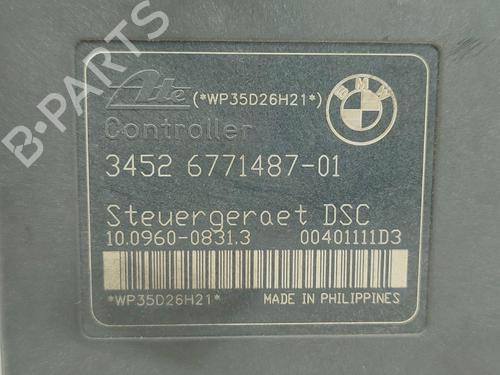 B-PARTS
Ate (*WP35D26H21*)
BMW
Controller
3452 6771487-01
Steuergeraet DSC
10.0960-0831.3 00401111D3
*WP35D26H21* MADE IN PHILIPPINES